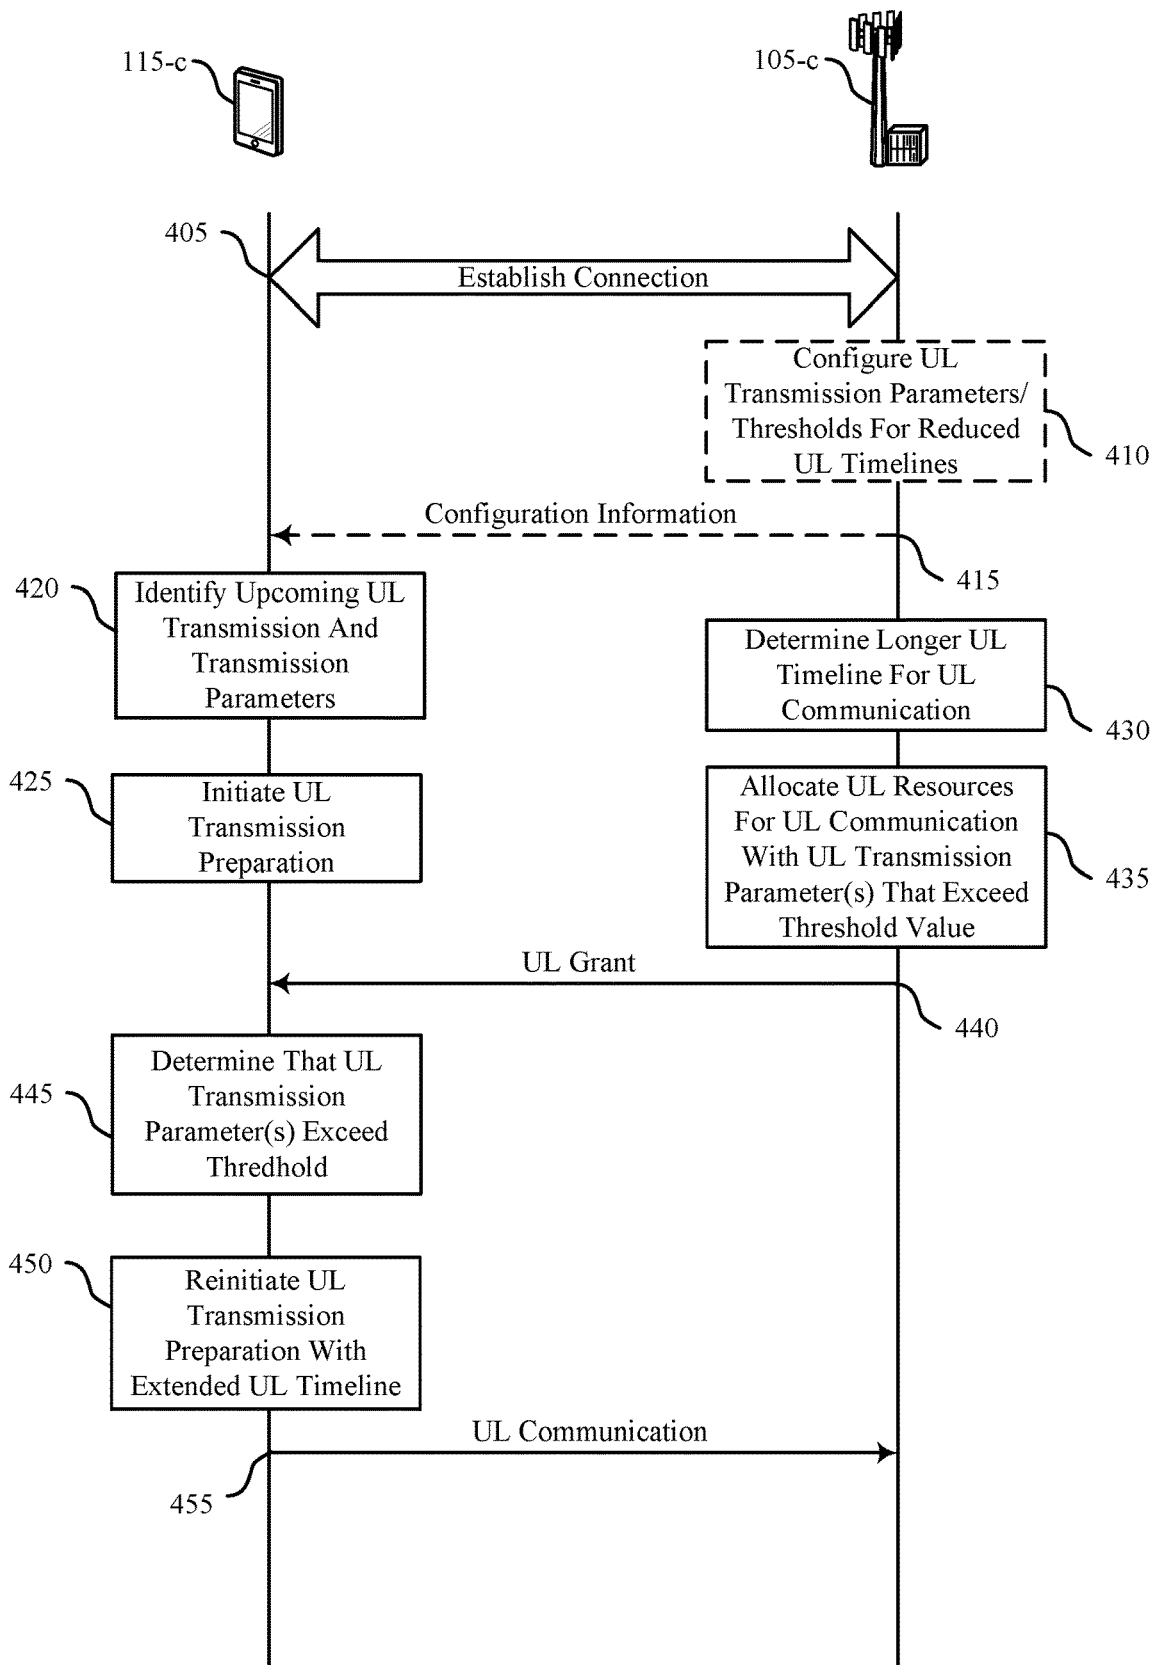 115-c
105-c
405
Establish Connection
Configure UL
Transmission Parameters/
Thresholds For Reduced
UL Timelines
410
Configuration Information
415
420
Identify Upcoming UL
Transmission And
Transmission
Parameters
Determine Longer UL
Timeline For UL
Communication
430
425
Initiate UL
Transmission
Preparation
Allocate UL Resources
For UL Communication
With UL Transmission
Parameter(s) That Exceed
Threshold Value
435
UL Grant
440
445
Determine That UL
Transmission
Parameter(s) Exceed
Thredhold
450
Reinitiate UL
Transmission
Preparation With
Extended UL Timeline
UL Communication
455